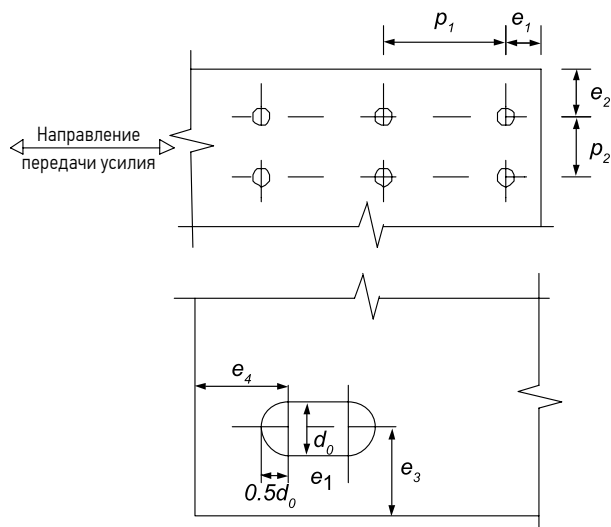 p1
e1
e2
Направление
передачи усилия
p2
e4
d0
e1
e3
0.5d0